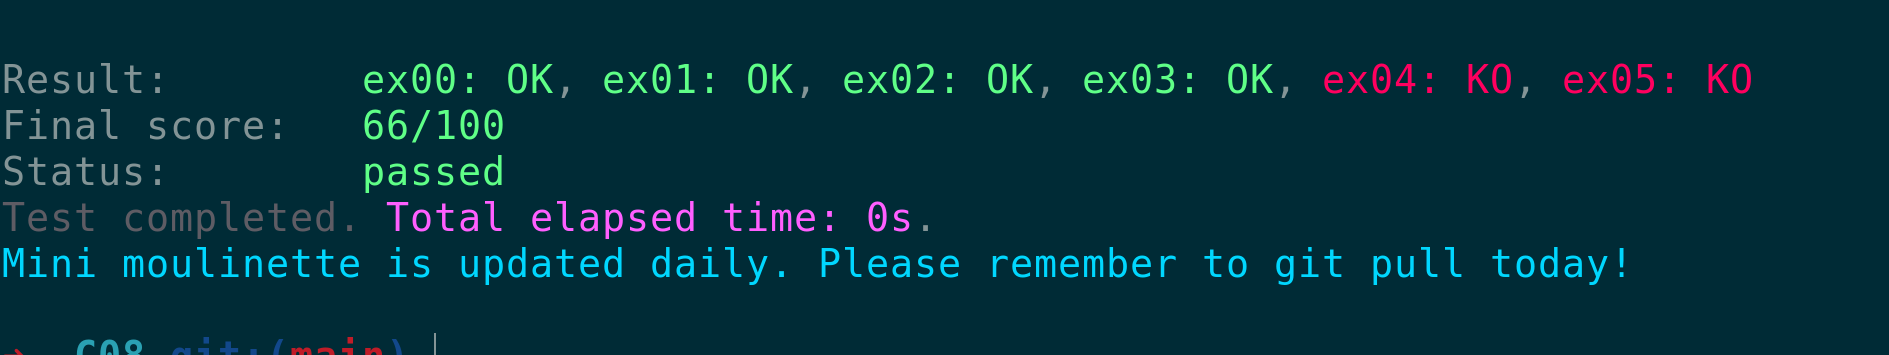 Result: ex00: OK, ex01: OK, ex02: OK, ex03: OK, ex04: KO, ex05: KO
Final score: 66/100
Status: passed
Test completed. Total elapsed time: 0s.
Mini moulinette is updated daily. Please remember to git pull today!
→ C08 git:(main)